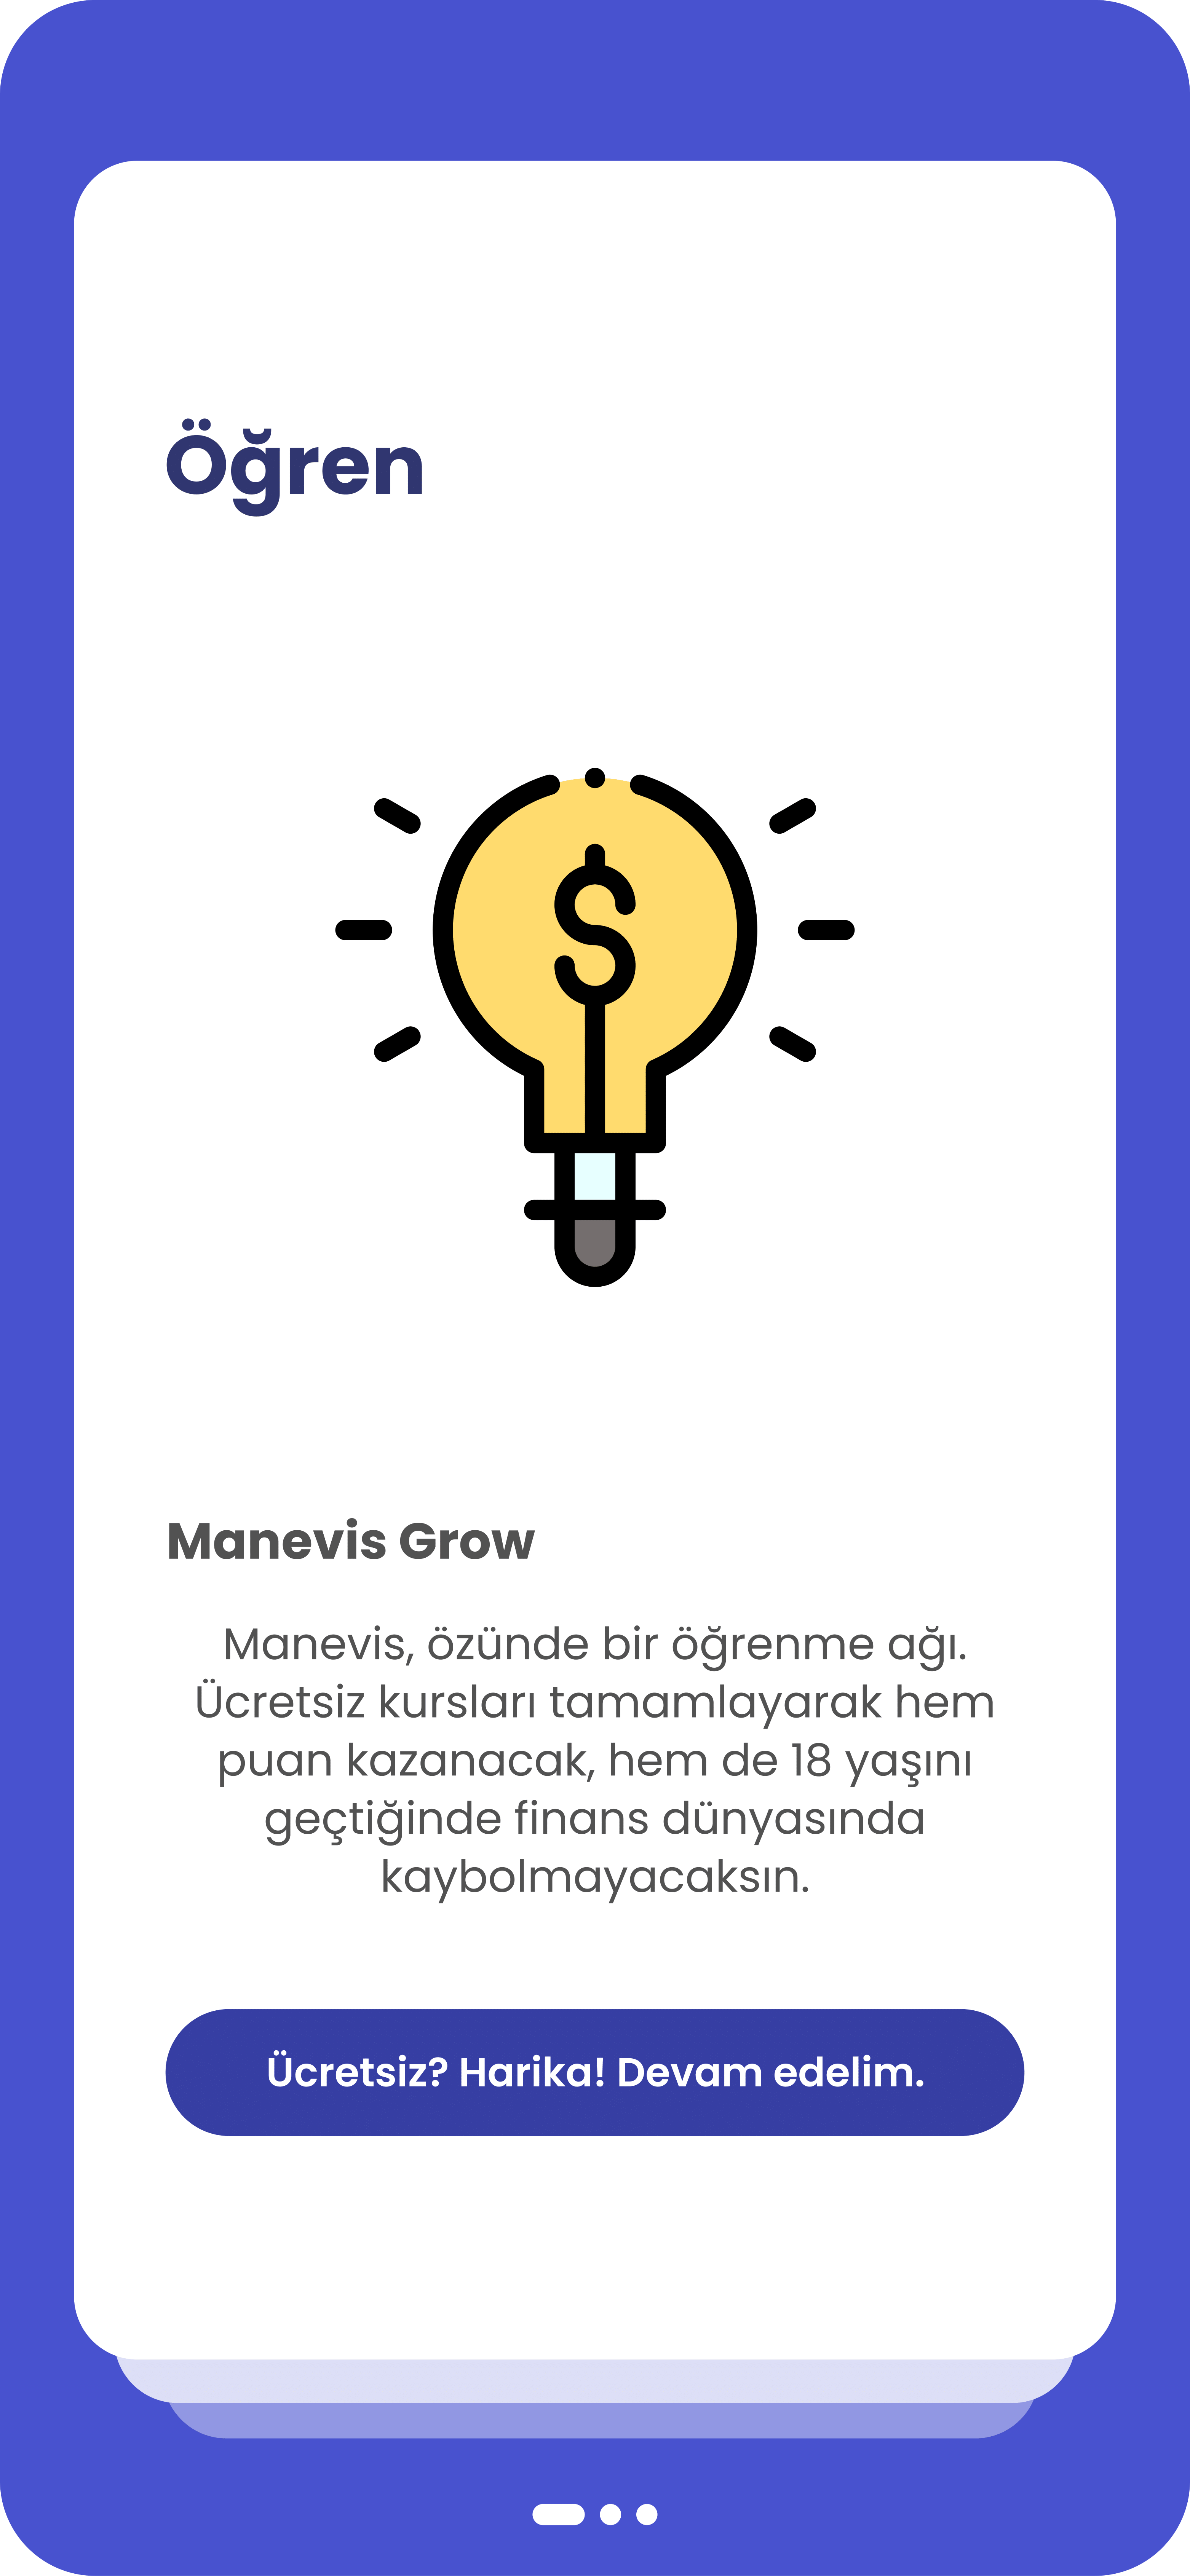 Öğren
Manevis Grow
Manevis, özünde bir öğrenme ağı.
Ücretsiz kursları tamamlayarak hem
puan kazanacak, hem de 18 yaşını
geçtiğinde finans dünyasında
kaybolmayacaksın.
Ücretsiz? Harika! Devam edelim.